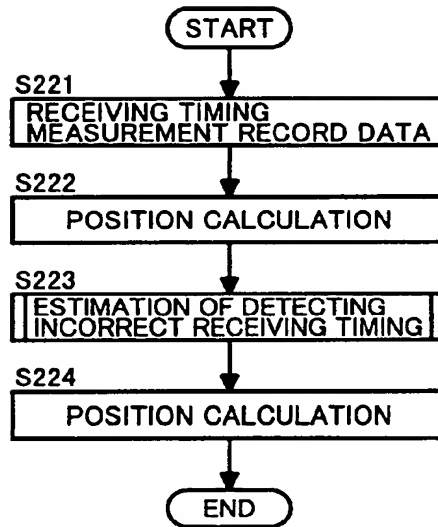 START
S221
RECEIVING TIMING
MEASUREMENT RECORD DATA
S222
POSITION CALCULATION
S223
ESTIMATION OF DETECTING
INCORRECT RECEIVING TIMING
S224
POSITION CALCULATION
END